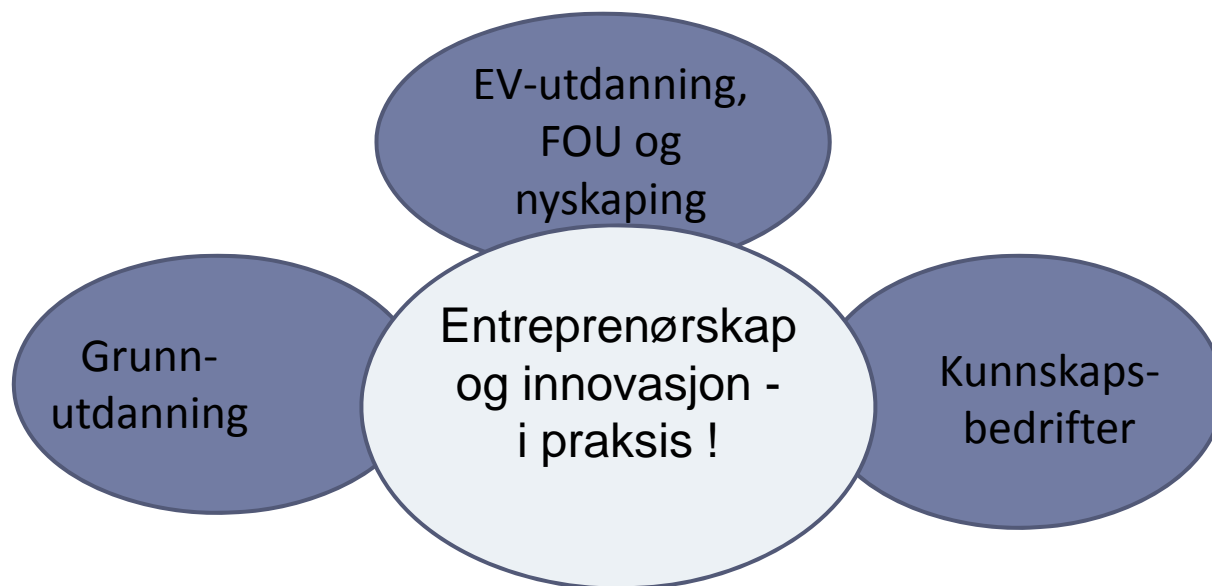 EV-utdanning,
FOU og
nyskaping
Entreprenørskap
og innovasjon -
i praksis !
Grunn-
utdanning
Kunnskaps-
bedrifter